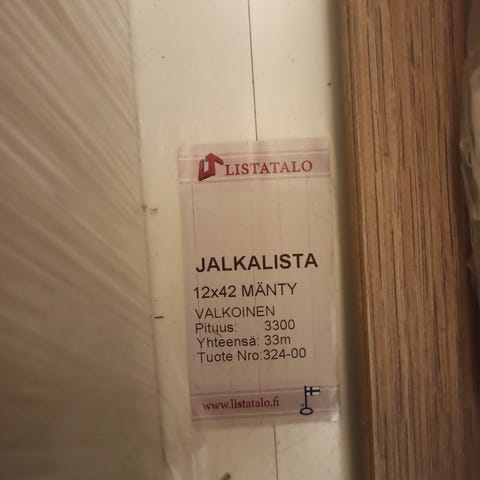 LISTATALO
JALKALISTA
12x42 MÄNTY
VALKOINEN
Pituus: 3300
Yhteensä: 33m
Tuote Nro:324-00
www.listatalo.fi